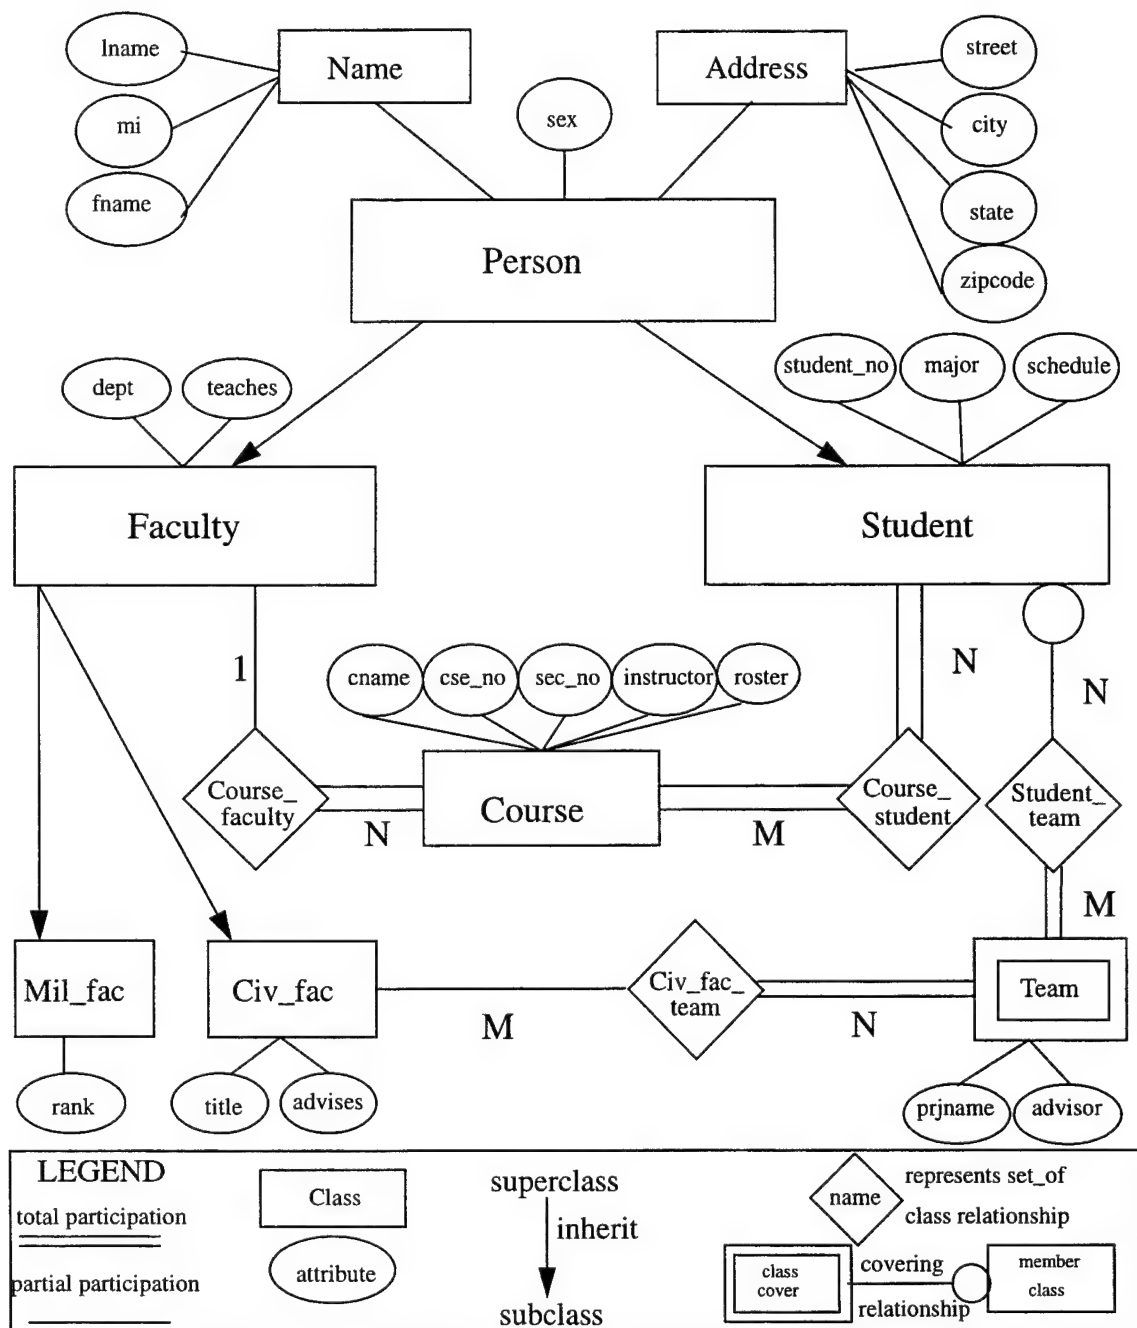 lname
Name
Address
street
mi
sex
city
fname
state
Person
zipcode
dept
teaches
student_no
major
schedule
Faculty
Student
1
cname
cse_no
sec_no
instructor
roster
N
N
Course_
faculty
Course
Course_
student
Student_
team
N
M
M
Mil_fac
Civ_fac
Civ_fac_
team
Team
M
N
rank
title
advises
prjname
advisor
LEGEND
total participation
partial participation
Class
attribute
superclass
inherit
subclass
name
represents set_of
class relationship
class
cover
covering
relationship
member
class